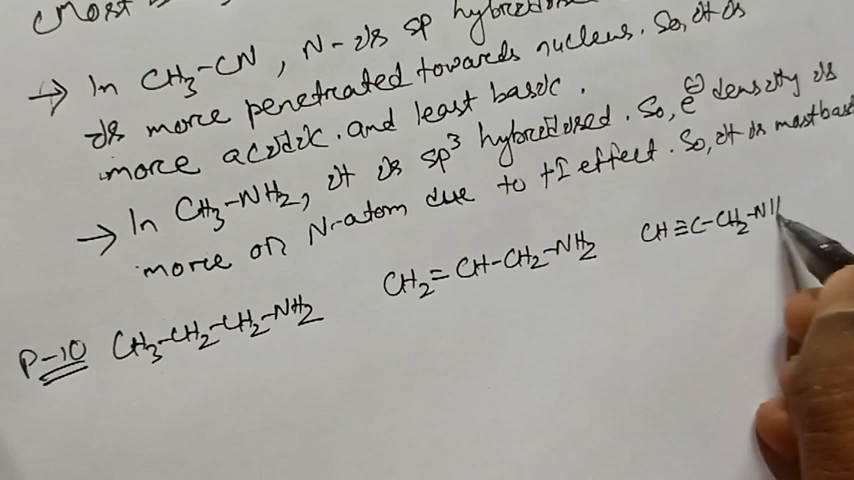 Most
→ In CH3-CN, N-is sp hybridised
is more penetrated towards nucleus. So, it is
more acidic. and least basic.
→ In CH3-NH2, it is sp3 hybridised. So, e⊖ density is
more on N-atom due to +I effect. So, it is most bas
P-10 CH3-CH2-CH2-NH2 CH2=CH-CH2-NH2 CH≡C-CH2-N